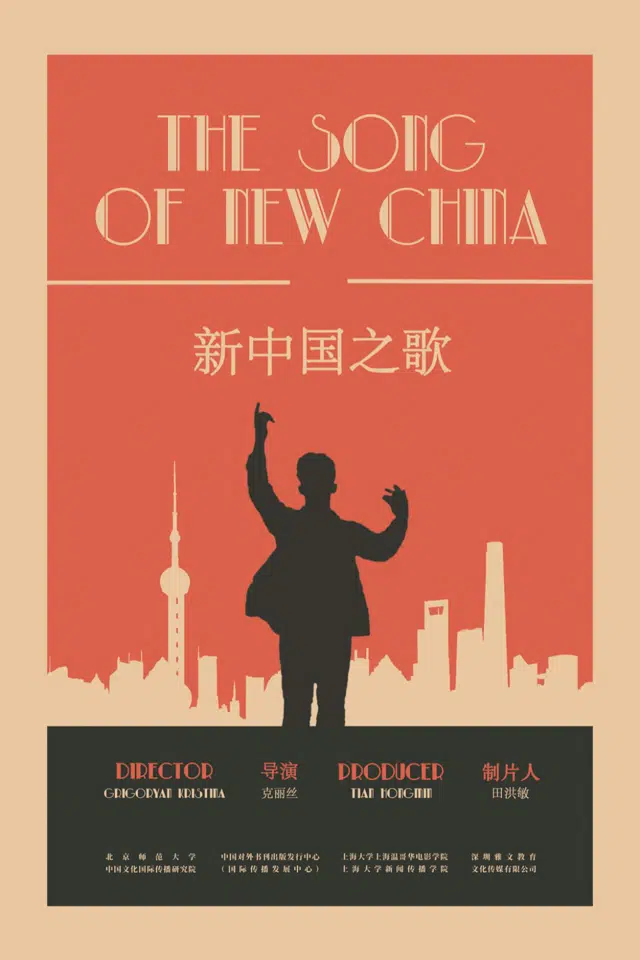 THE SONG
OF NEW CHINA
新中国之歌
DIRECTOR 导演 PRODUCER 制片人
GRIGORYAN KRISTINA 克丽丝 TIAN HONGMIN 田洪敏
北京师范大学 中国对外书刊出版发行中心 上海大学上海温哥华电影学院 深圳雅文教育
中国文化国际传播研究院 (国际传播发展中心) 上海大学新闻传播学院 文化传媒有限公司